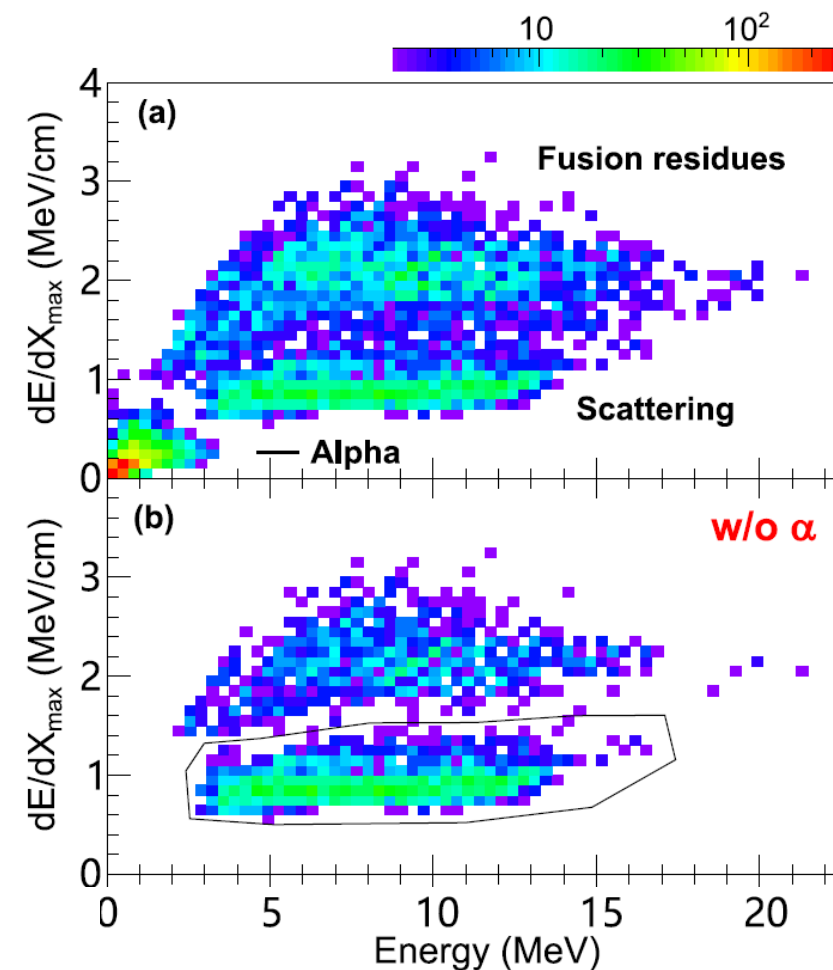 10 10²
4
(a)
Fusion residues
3
2
1
Scattering
Alpha
0
dE/dX_max (MeV/cm)
(b)
w/o α
3
2
1
0
dE/dX_max (MeV/cm)
0 5 10 15 20
Energy (MeV)